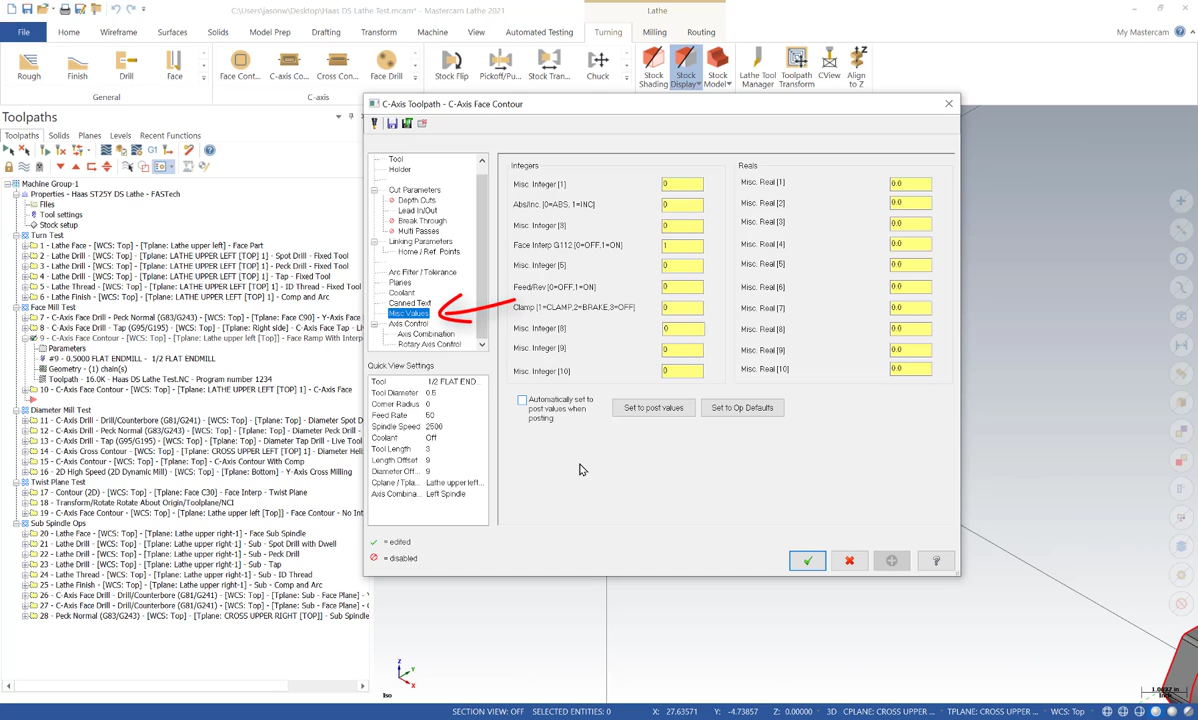 C:\Users\jasonw\Desktop\Haas DS Lathe Test.mcam* - Mastercam Lathe 2021
Lathe
File Home Wireframe Surfaces Solids Model Prep Drafting Transform Machine View Automated Testing Turning Milling Routing My Mastercam
Rough Finish Drill Face Face Cont... C-axis Co... Cross Con... Face Drill Stock Flip Pickoff/Pu... Stock Tran... Chuck Stock Shading Stock Display Stock Model Lathe Tool Manager Toolpath Transform CView Align to Z
General C-axis
Toolpaths
Toolpaths Solids Planes Levels Recent Functions
G1
Machine Group-1
Properties - Haas ST25Y DS Lathe - FASTech
Files
Tool settings
Stock setup
Turn Test
1 - Lathe Face - [WCS: Top] - [Tplane: Lathe upper left] - Face Part
2 - Lathe Drill - [WCS: Top] - [Tplane: LATHE UPPER LEFT [TOP] 1] - Spot Drill - Fixed Tool
3 - Lathe Drill - [WCS: Top] - [Tplane: LATHE UPPER LEFT [TOP] 1] - Peck Drill - Fixed Tool
4 - Lathe Drill - [WCS: Top] - [Tplane: LATHE UPPER LEFT [TOP] 1] - Tap - Fixed Tool
5 - Lathe Thread - [WCS: Top] - [Tplane: LATHE UPPER LEFT [TOP] 1] - ID Thread - Fixed Tool
6 - Lathe Finish - [WCS: Top] - [Tplane: LATHE UPPER LEFT [TOP] 1] - Comp and Arc
Face Mill Test
7 - C-Axis Drill - Peck Normal (G83/G243) - [WCS: Top] - [Tplane: Face C90] - Y-Axis Face
8 - C-Axis Face Drill - Tap (G95/G195) - [WCS: Top] - [Tplane: Right side] - C-Axis Face Tap - Liv
9 - C-Axis Face Contour - [WCS: Top] - [Tplane: Lathe upper left [Top]] - Face Ramp With Interp
Parameters
#9 - 0.5000 FLAT ENDMILL - 1/2 FLAT ENDMILL
Geometry - (1) chain(s)
Toolpath - 16.0K - Haas DS Lathe Test.NC - Program number 1234
10 - C-Axis Face Contour - [WCS: Top] - [Tplane: LATHE UPPER LEFT [TOP] 1] - C-Axis Face
Diameter Mill Test
11 - C-Axis Drill - Drill/Counterbore (G81/G241) - [WCS: Top] - [Tplane: LATHE UPPER LEFT
12 - C-Axis Drill - Peck Normal (G83/G243) - [WCS: Top] - [Tplane: LATHE UPPER LEFT [TOP]
13 - C-Axis Drill - Tap (G95/G195) - [WCS: Top] - [Tplane: CROSS UPPER LEFT [TOP] - Live Tool
14 - C-Axis Cross Contour - [WCS: Top] - [Tplane: CROSS UPPER LEFT [TOP] 1] - Diameter Heli
15 - C-Axis Contour - [WCS: Top] - [Tplane: LATHE UPPER LEFT [TOP] 1] - C-Axis With Comp
16 - 2D High Speed (2D Dynamic Mill) - [WCS: Top] - [Tplane: Bottom] - Y-Axis Cross Milling
Twist Plane Test
17 - Contour (2D) - [WCS: Top] - [Tplane: Face C30] - Face Interp - Twist Plane
18 - Transform/Rotate Rotate About Origin/Toolplane/NCI
19 - C-Axis Face Contour - [WCS: Top] - [Tplane: Lathe upper left [Top]] - Face Contour - No Int
Sub Spindle Ops
20 - Lathe Face - [WCS: Top] - [Tplane: Lathe upper right-1] - Face Sub Spindle
21 - Lathe Drill - [WCS: Top] - [Tplane: Lathe upper right-1] - Sub - Spot Drill with Dwell
22 - Lathe Drill - [WCS: Top] - [Tplane: Lathe upper right-1] - Sub - Peck Drill
23 - Lathe Drill - [WCS: Top] - [Tplane: Lathe upper right-1] - Sub - Tap
24 - Lathe Thread - [WCS: Top] - [Tplane: Lathe upper right-1] - Sub - ID Thread
25 - Lathe Finish - [WCS: Top] - [Tplane: Lathe upper right-1] - Sub - Comp and Arc
26 - C-Axis Face Drill - Drill/Counterbore (G81/G241) - [WCS: Top] - [Tplane: Sub - Face Plane] - Y-
27 - C-Axis Face Drill - Drill/Counterbore (G81/G241) - [WCS: Top] - [Tplane: Sub - Face Plane] - Y
28 - Peck Normal (G83/G243) - [WCS: Top] - [Tplane: CROSS UPPER RIGHT [TOP]] - Sub Spindl
C-Axis Toolpath - C-Axis Face Contour
Tool
Holder
Cut Parameters
Depth Cuts
Lead In/Out
Break Through
Multi Passes
Linking Parameters
Home / Ref. Points
Arc Filter / Tolerance
Planes
Coolant
Canned Text
Misc Values
Axis Control
Axis Combination
Rotary Axis Control
Quick View Settings
Tool 1/2 FLAT END...
Tool Diameter 0.5
Corner Radius 0
Feed Rate 50
Spindle Speed 2500
Coolant Off
Tool Length 3
Length Offset 9
Diameter Off... 9
Cplane / Tpla... Lathe upper left...
Axis Combina... Left Spindle
= edited
= disabled
Integers
Misc. Integer [1] 0
Abs/Inc. [0=ABS, 1=INC] 0
Misc. Integer [3] 0
Face Interp G112 [0=OFF,1=ON] 1
Misc. Integer [5] 0
Feed/Rev [0=OFF,1=ON] 0
Clamp [1=CLAMP,2=BRAKE,3=OFF] 0
Misc. Integer [8] 0
Misc. Integer [9] 0
Misc. Integer [10] 0
Reals
Misc. Real [1] 0.0
Misc. Real [2] 0.0
Misc. Real [3] 0.0
Misc. Real [4] 0.0
Misc. Real [5] 0.0
Misc. Real [6] 0.0
Misc. Real [7] 0.0
Misc. Real [8] 0.0
Misc. Real [9] 0.0
Misc. Real [10] 0.0
Automatically set to
post values when
posting
Set to post values Set to Op Defaults
Z
Y
X
Iso
Inch
SECTION VIEW: OFF SELECTED ENTITIES: 0 X: 27.63571 Y: -4.73857 Z: 0.00000 3D CPLANE: CROSS UPPER ... TPLANE: CROSS UPPER ... WCS: Top